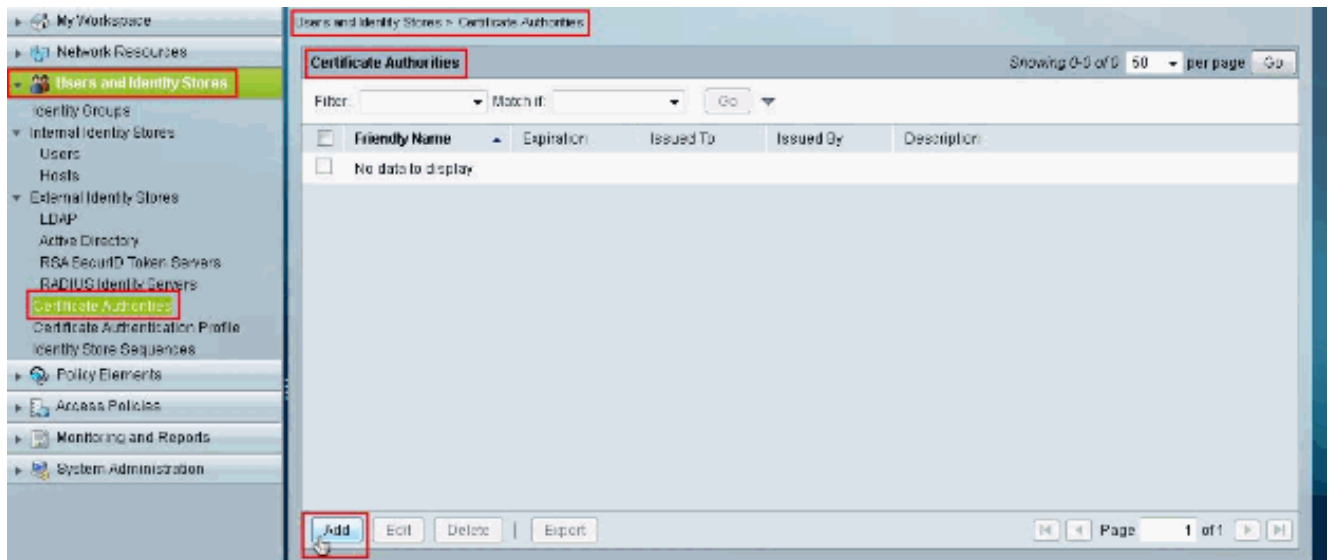 My Workspace
Network Resources
Users and Identity Stores
Identity Groups
Internal Identity Stores
Users
Hosts
External Identity Stores
LDAP
Active Directory
RSA SecurID Token Servers
RADIUS Identity Servers
Certificate Authorities
Certificate Authentication Profile
Identity Store Sequences
Policy Elements
Access Policies
Monitoring and Reports
System Administration
Users and Identity Stores > Certificate Authorities
Certificate Authorities Showing 0-0 of 0 50 per page Go
Filter: Match if: Go
Friendly Name Expiration Issued To Issued By Description
No data to display
Add Edit Delete | Export Page 1 of 1